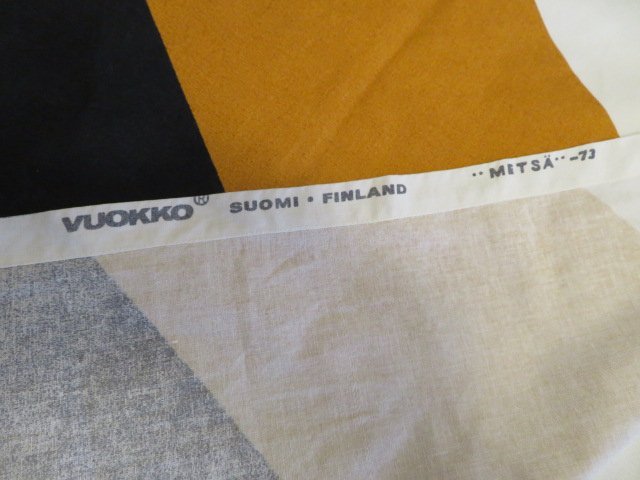 VUOKKO® SUOMI • FINLAND "MITSÄ" -73